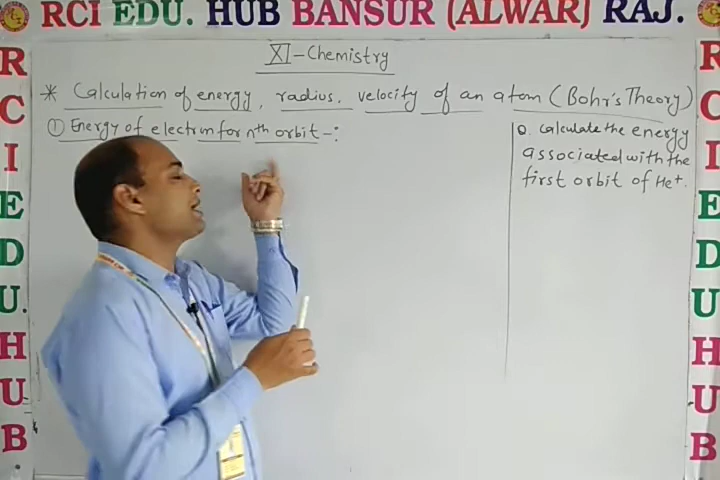 RCI EDU. HUB BANSUR (ALWAR) RAJ.
XI-Chemistry
* Calculation of energy, radius, velocity of an atom (Bohr's Theory)
① Energy of electron for nth orbit-:
Q. calculate the energy
associated with the
first orbit of He+.
R
C
I
E
D
U.
H
U
B
R
C
I
E
D
U
H
U
B